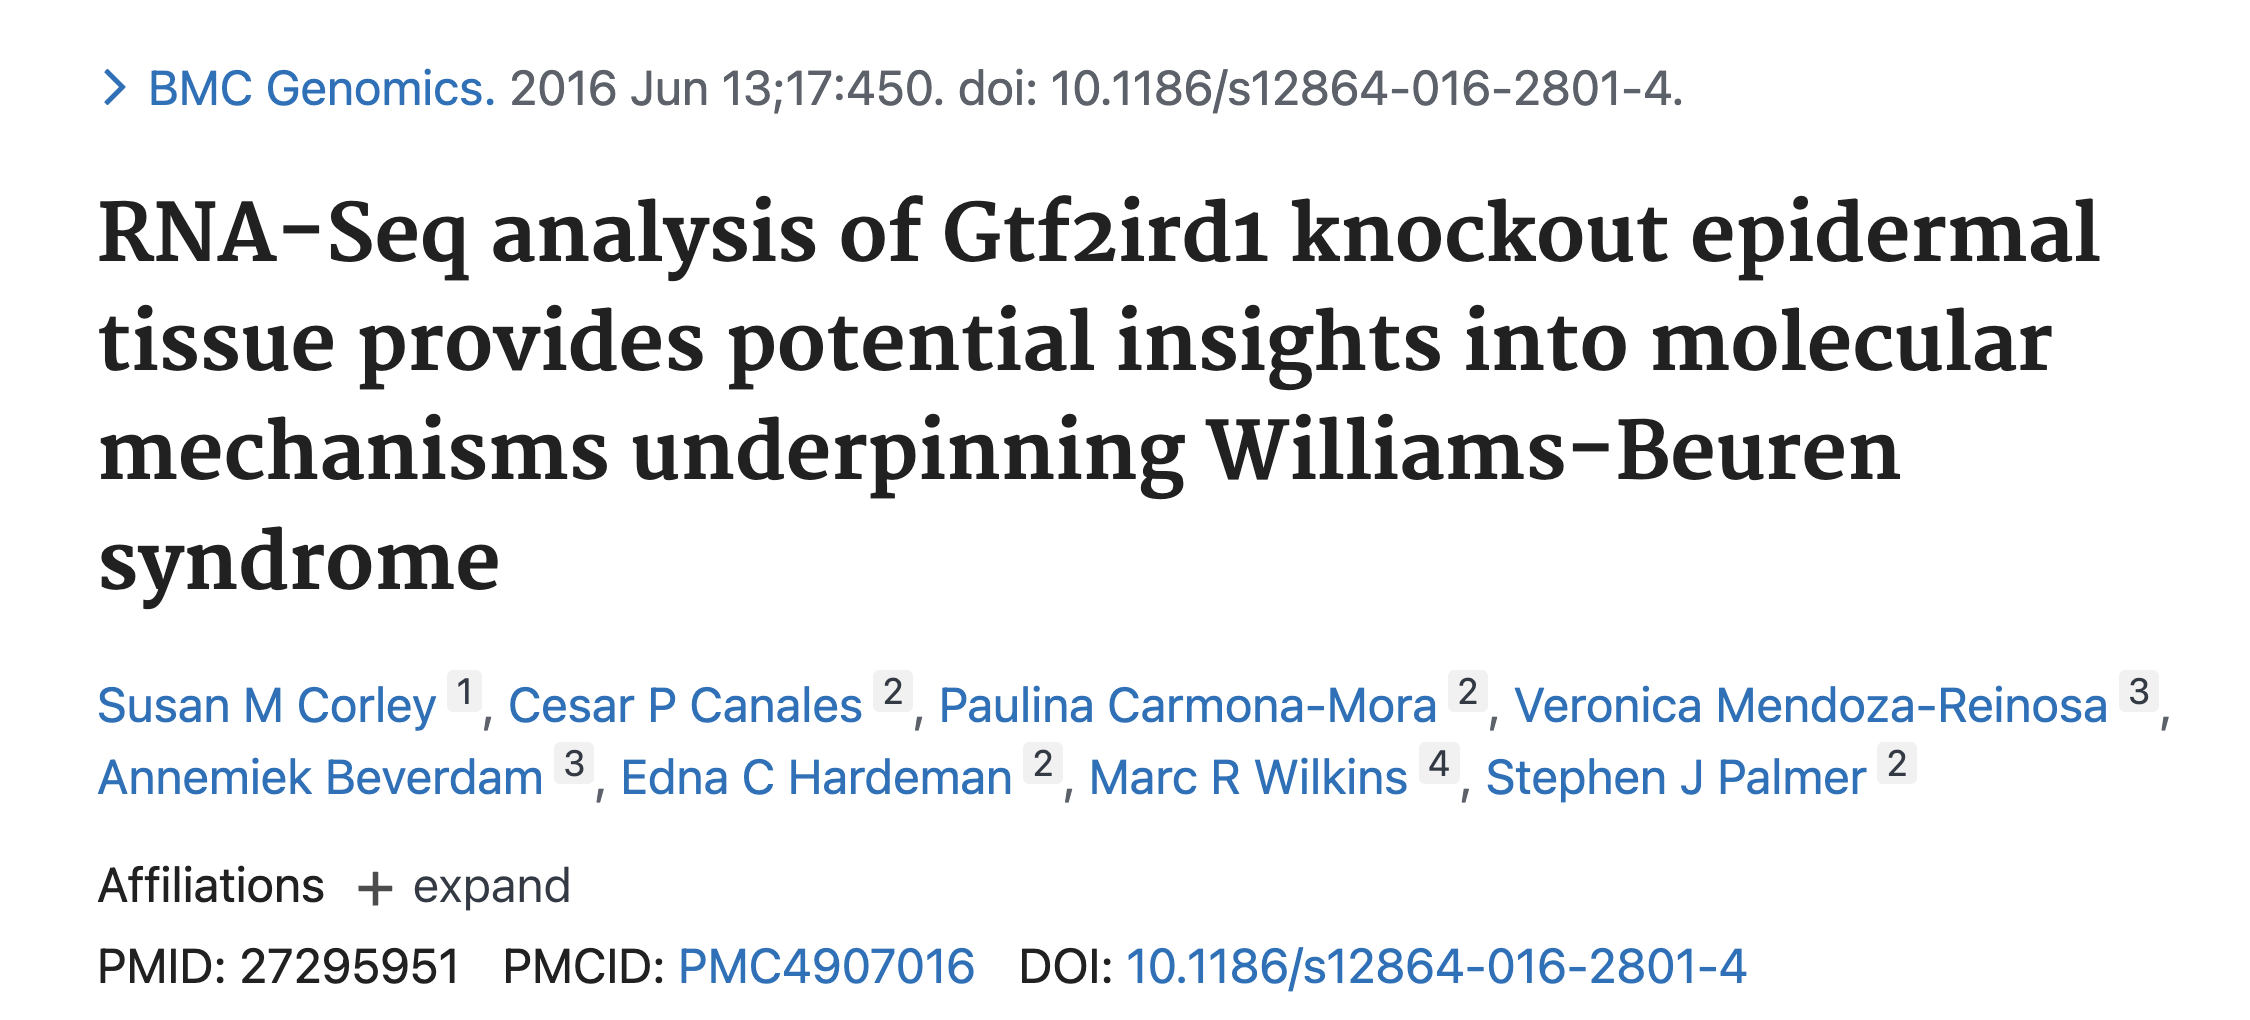 > BMC Genomics. 2016 Jun 13;17:450. doi: 10.1186/s12864-016-2801-4.
RNA-Seq analysis of Gtf2ird1 knockout epidermal
tissue provides potential insights into molecular
mechanisms underpinning Williams-Beuren
syndrome
Susan M Corley 1, Cesar P Canales 2, Paulina Carmona-Mora 2, Veronica Mendoza-Reinosa 3,
Annemiek Beverdam 3, Edna C Hardeman 2, Marc R Wilkins 4, Stephen J Palmer 2
Affiliations + expand
PMID: 27295951 PMCID: PMC4907016 DOI: 10.1186/s12864-016-2801-4